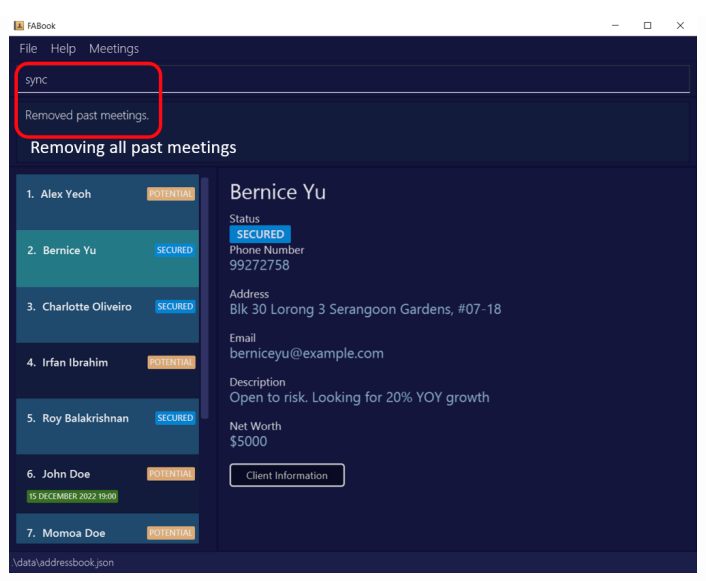 FABook
File Help Meetings
sync
Removed past meetings.
Removing all past meetings
1. Alex Yeoh POTENTIAL
2. Bernice Yu SECURED
3. Charlotte Oliveiro SECURED
4. Irfan Ibrahim POTENTIAL
5. Roy Balakrishnan SECURED
6. John Doe POTENTIAL
15 DECEMBER 2022 19:00
7. Momoa Doe POTENTIAL
Bernice Yu
Status
SECURED
Phone Number
99272758
Address
Blk 30 Lorong 3 Serangoon Gardens, #07-18
Email
berniceyu@example.com
Description
Open to risk. Looking for 20% YOY growth
Net Worth
$5000
Client Information
.\data\addressbook.json